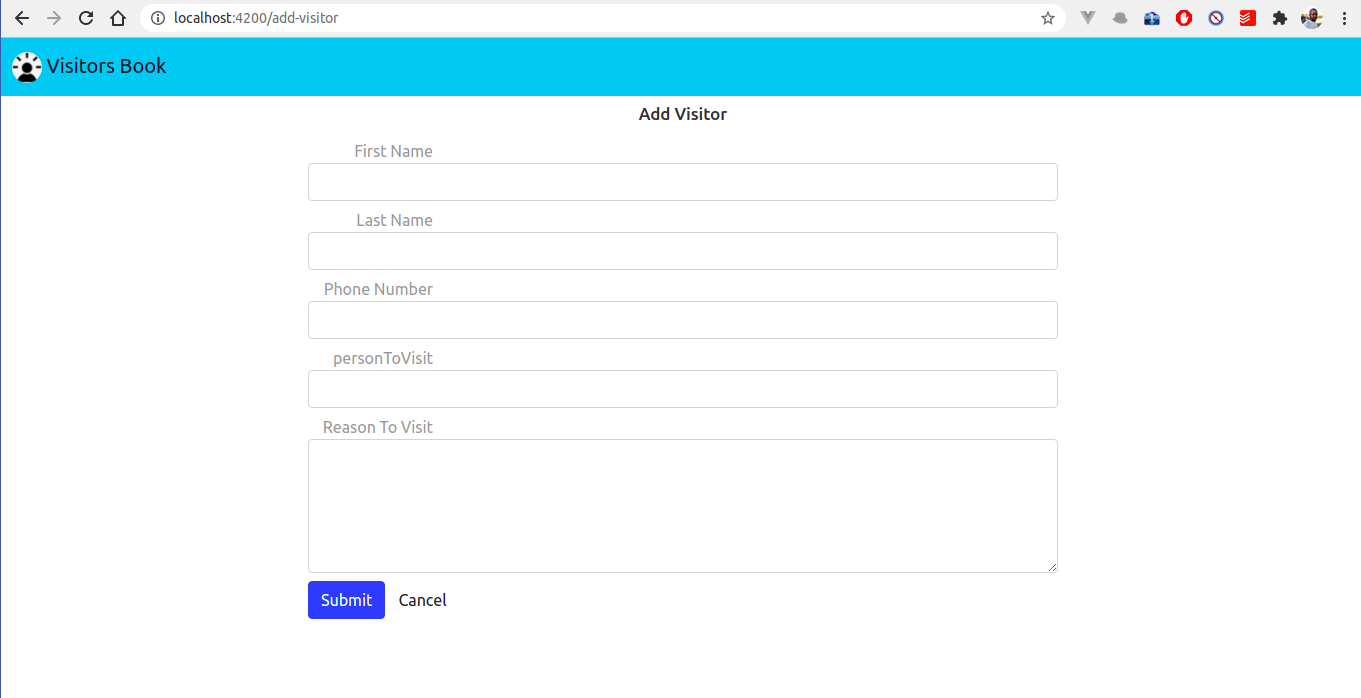 localhost:4200/add-visitor
Visitors Book
Add Visitor
First Name
Last Name
Phone Number
personToVisit
Reason To Visit
Submit Cancel